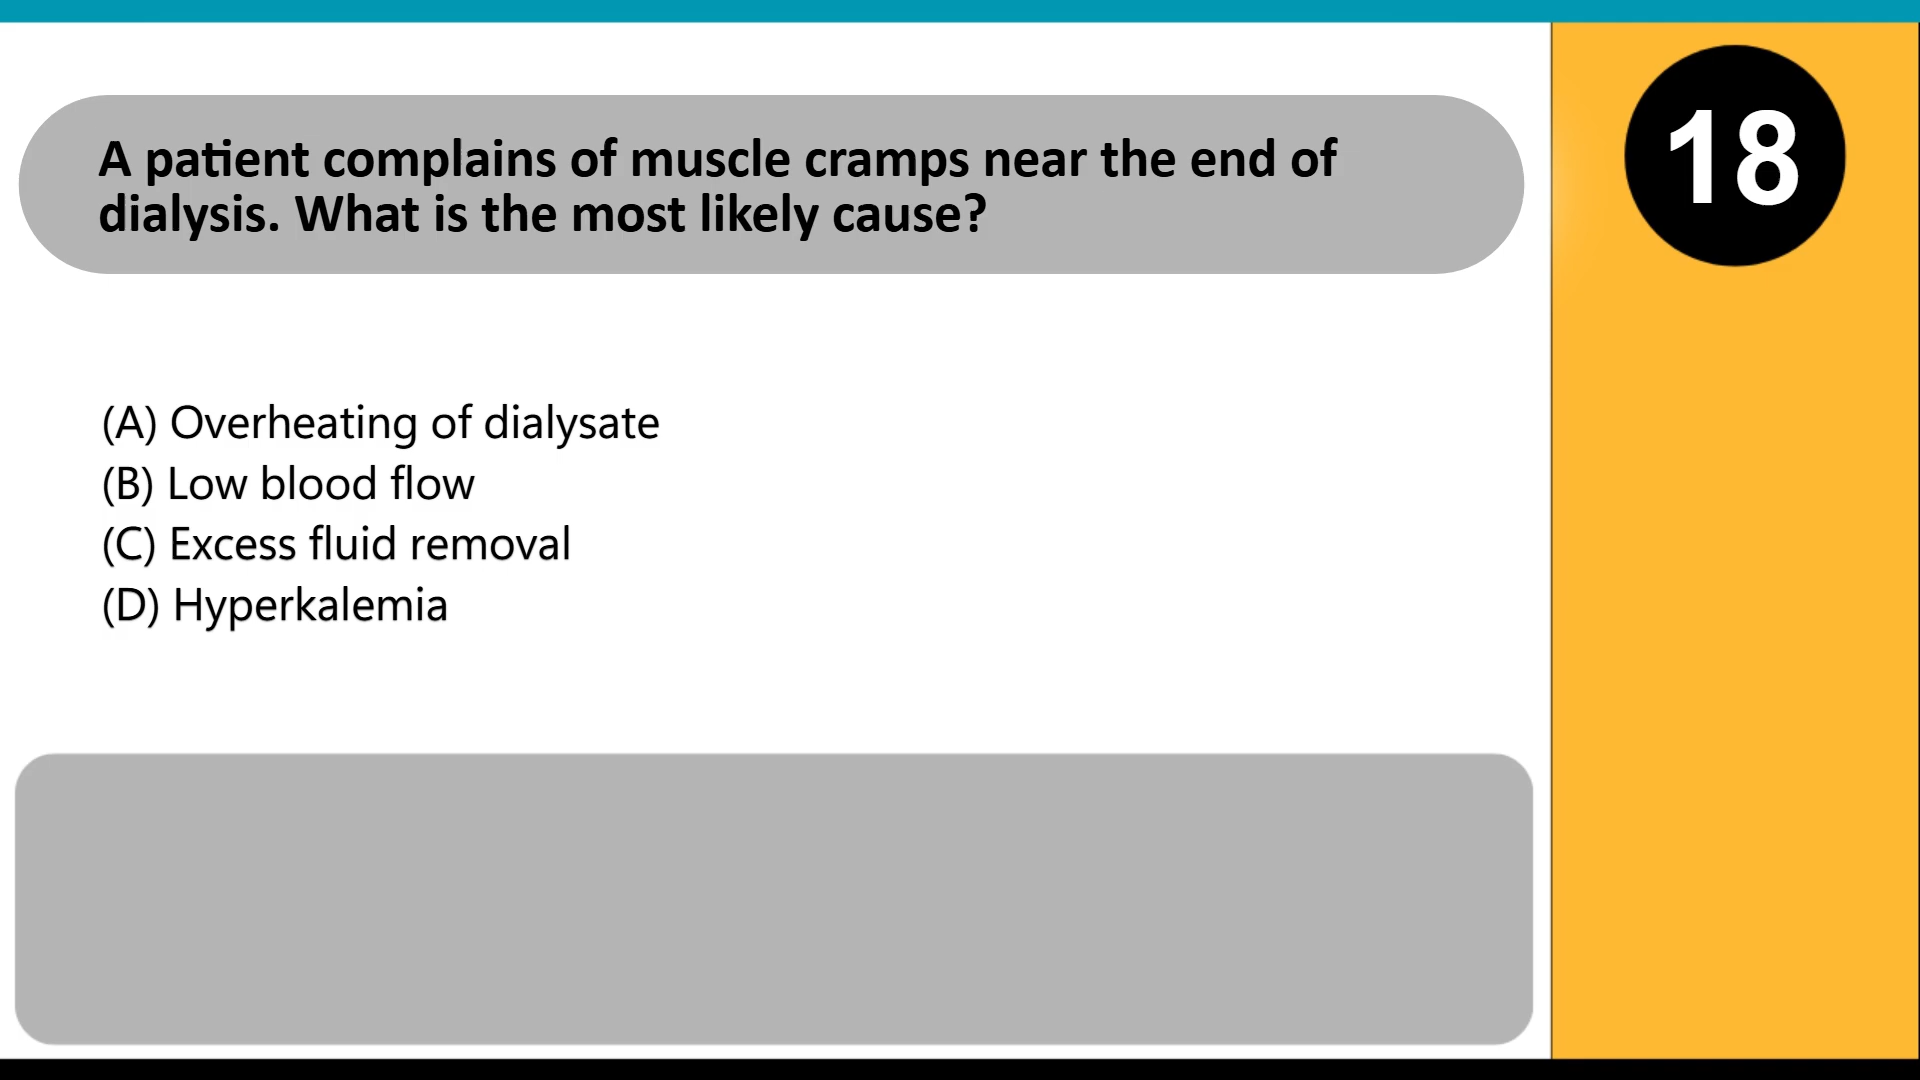 A patient complains of muscle cramps near the end of
dialysis. What is the most likely cause?
18
(A) Overheating of dialysate
(B) Low blood flow
(C) Excess fluid removal
(D) Hyperkalemia